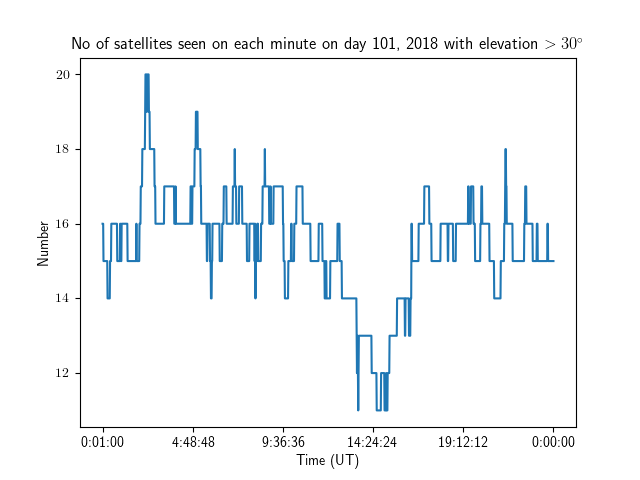 No of satellites seen on each minute on day 101, 2018 with elevation > 30°
20
18
16
14
12
Number
0:01:00 4:48:48 9:36:36 14:24:24 19:12:12 0:00:00
Time (UT)